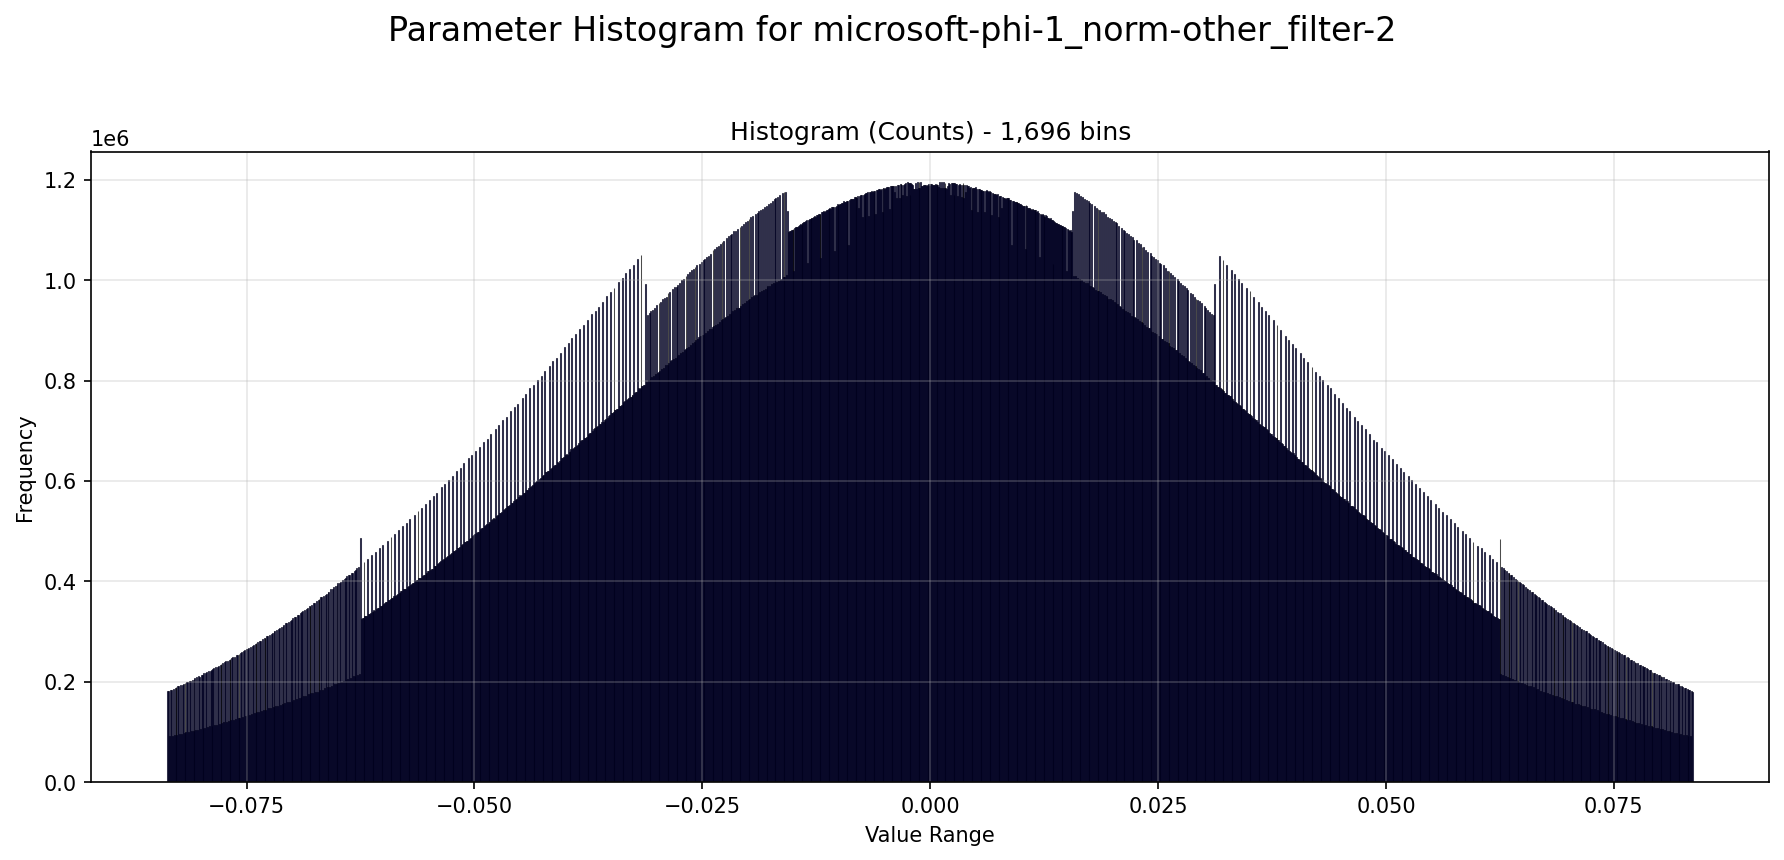 Parameter Histogram for microsoft-phi-1_norm-other_filter-2
Histogram (Counts) - 1,696 bins
1e6
1.2
1.0
0.8
0.6
0.4
0.2
0.0
Frequency
−0.075
−0.050
−0.025
0.000
0.025
0.050
0.075
Value Range